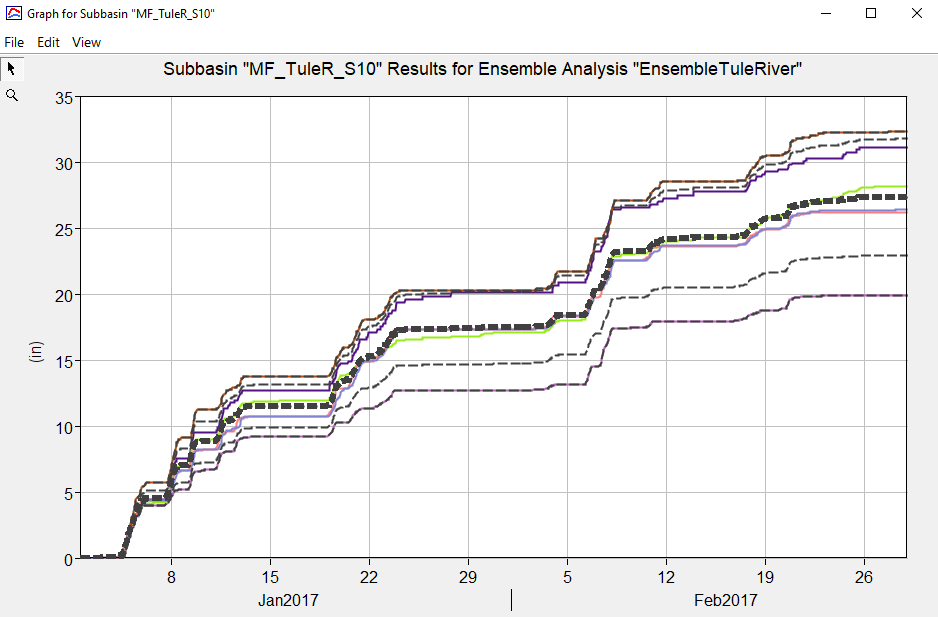 Graph for Subbasin "MF_TuleR_S10"
File Edit View
Subbasin "MF_TuleR_S10" Results for Ensemble Analysis "EnsembleTuleRiver"
35
30
25
20
15
10
5
0
(in)
8 15 22 29 5 12 19 26
Jan2017 Feb2017